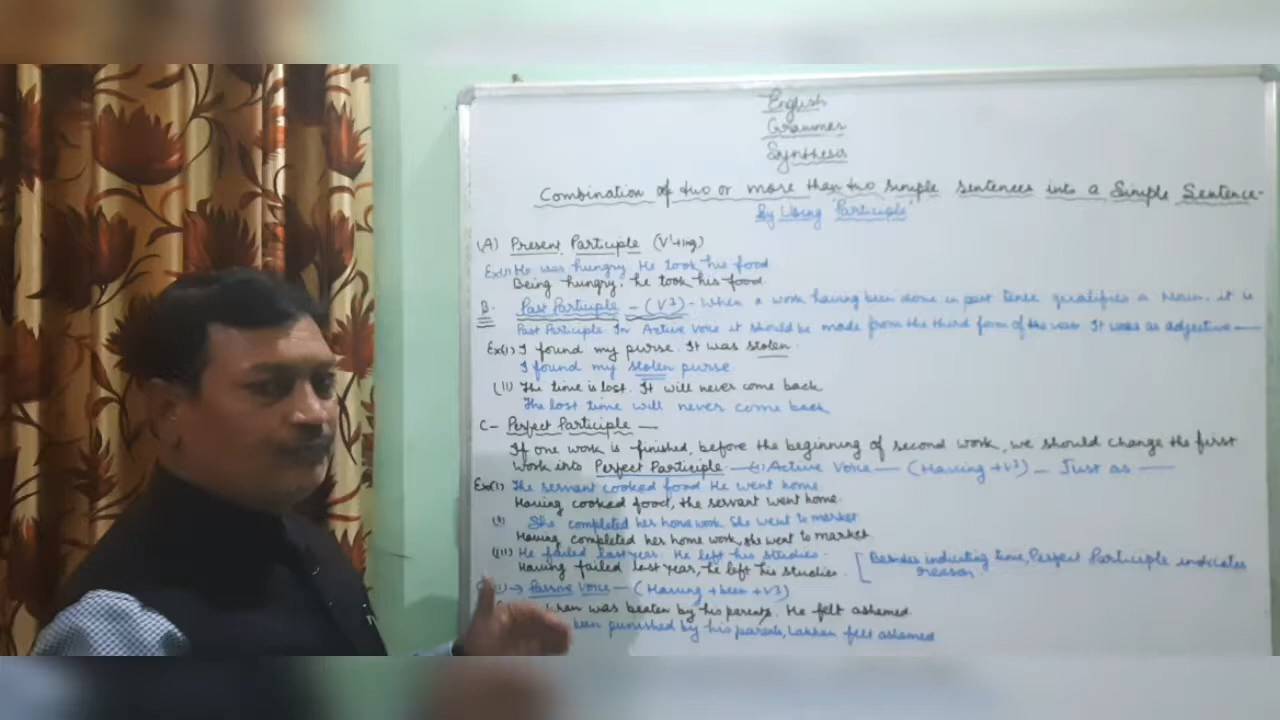 English
Grammer
Synthesis
Combination of two or more than two simple sentences into a Simple Sentence-
By Using Participle
(A) Present Participle (V1+ing)
Ex(1) He was hungry. He took his food
Being hungry, he took his food.
B. Past Participle - (V3) - When a work having been done in past tense qualifies a Noun, it is
Past Participle. In Active Voice it should be made from the third form of the verb. It works as adjective —
Ex(1) I found my purse. It was stolen.
I found my stolen purse
(II) The time is lost. It will never come back
The lost time will never come back
C- Perfect Participle —
If one work is finished, before the beginning of second work, we should change the first
work into Perfect Participle — (1) Active Voice — (Having+V3) — Just as —
Ex(1) The servant cooked food. He went home.
Having cooked food, the servant went home.
She completed her home work. She went to market
Having completed her home work, she went to market.
(III) He failed last year. He left his studies.
Having failed last year, he left his studies.
[Besides indicating time, Perfect Participle indicates
reason.
Passive Voice — (Having+been+V3)
was beaten by his parents. He felt ashamed.
been punished by his parents, Lakhan felt ashamed